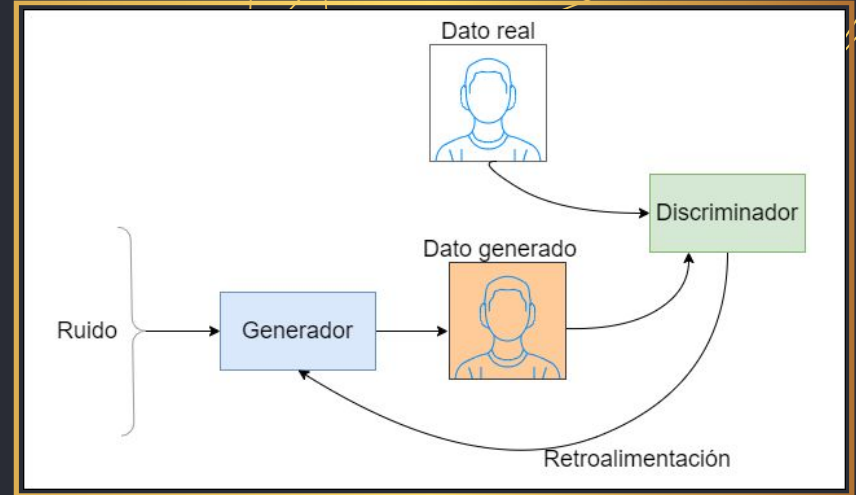 Dato real
Discriminador
Dato generado
Ruido
Generador
Retroalimentación